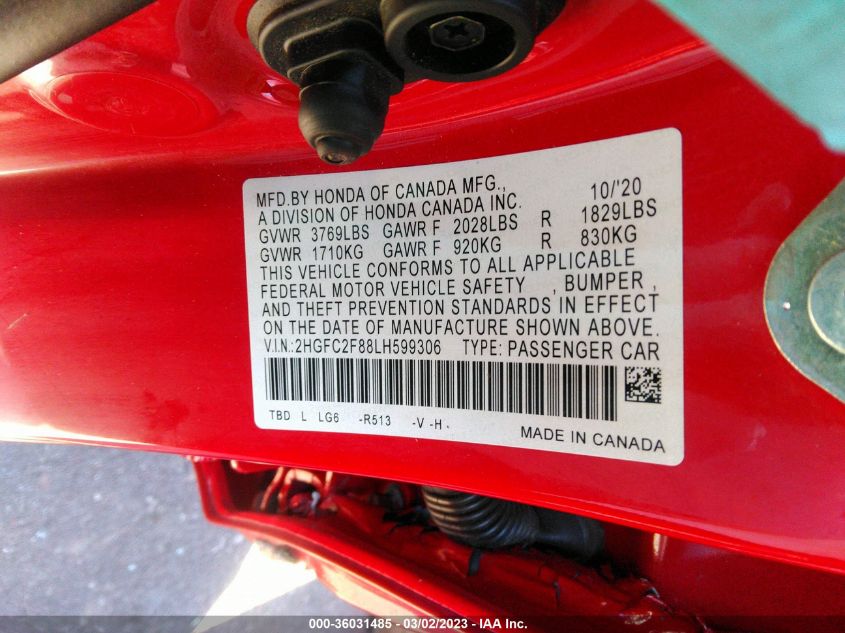 MFD.BY HONDA OF CANADA MFG., 10/'20
A DIVISION OF HONDA CANADA INC.
GVWR 3769LBS GAWR F 2028LBS R 1829LBS
GVWR 1710KG GAWR F 920KG R 830KG
THIS VEHICLE CONFORMS TO ALL APPLICABLE
FEDERAL MOTOR VEHICLE SAFETY , BUMPER ,
AND THEFT PREVENTION STANDARDS IN EFFECT
ON THE DATE OF MANUFACTURE SHOWN ABOVE.
V.I.N.:2HGFC2F88LH599306 TYPE: PASSENGER CAR
TBD L LG6 -R513 -V -H .
MADE IN CANADA
000-36031485 — 03/02/2023 — IAA Inc.